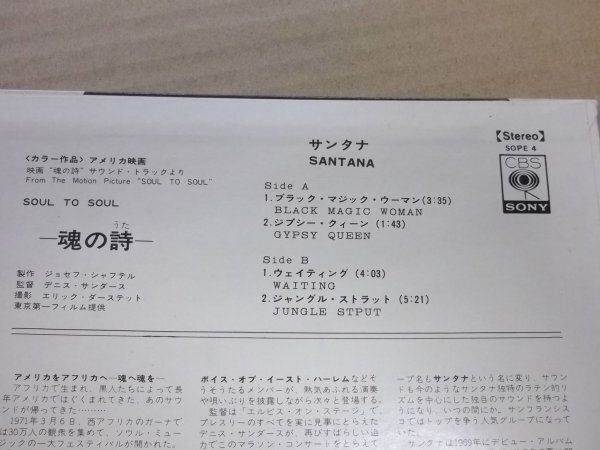 <カラー作品> アメリカ映画
映画 "魂の詩" サウンド・トラックより
From The Motion Picture "SOUL TO SOUL"
SOUL TO SOUL
うた
—魂の詩—
製作 ジョセフ・シャフテル
監督 デニス・サンダース
撮影 エリック・ダーステット
東京第一フィルム提供
サンタナ
SANTANA
Side A
1.ブラック・マジック・ウーマン(3:35)
BLACK MAGIC WOMAN
2.ジプシー・クィーン (1:43)
GYPSY QUEEN
Side B
1.ウェイティング (4:03)
WAITING
2.ジャングル・ストラット (5:21)
JUNGLE STPUT
【Stereo】
SOPE 4
CBS
SONY
アメリカをアフリカへ—魂へ魂を—
アフリカで生まれ、黒人たちによって長
年アメリカではぐくまれてきた、あのサウ
ンドが帰ってきた………
1971年3月6日、西アフリカのガーナで
は30万人の観衆を集めて、ソウル・ミュー
ジックの一大フェスティバルが開かれた。
ボイス・オブ・イースト・ハーレムなどそ
うそうたるメンバーが、熱気あふれる演奏
や唄いぶりを披露しながら次々と登場する。
監督は「エルビス・オン・ステージ」で、
プレスリーのすべてを実に見事にとらえた
デニス・サンダースが、再びすばらしい迫
力でこのマラソン・コンサートをとらえて
ープ名もサンタナという名に変り、サウン
ドも今のようなサンタナ独特のラテン的リ
ズムを中心にした独自のサウンドを持つよ
うになり、いつの間にか。サンフランシス
コではトップを争う人気グループになって
いった。
サンタナは1969年にデビュー・アルバム